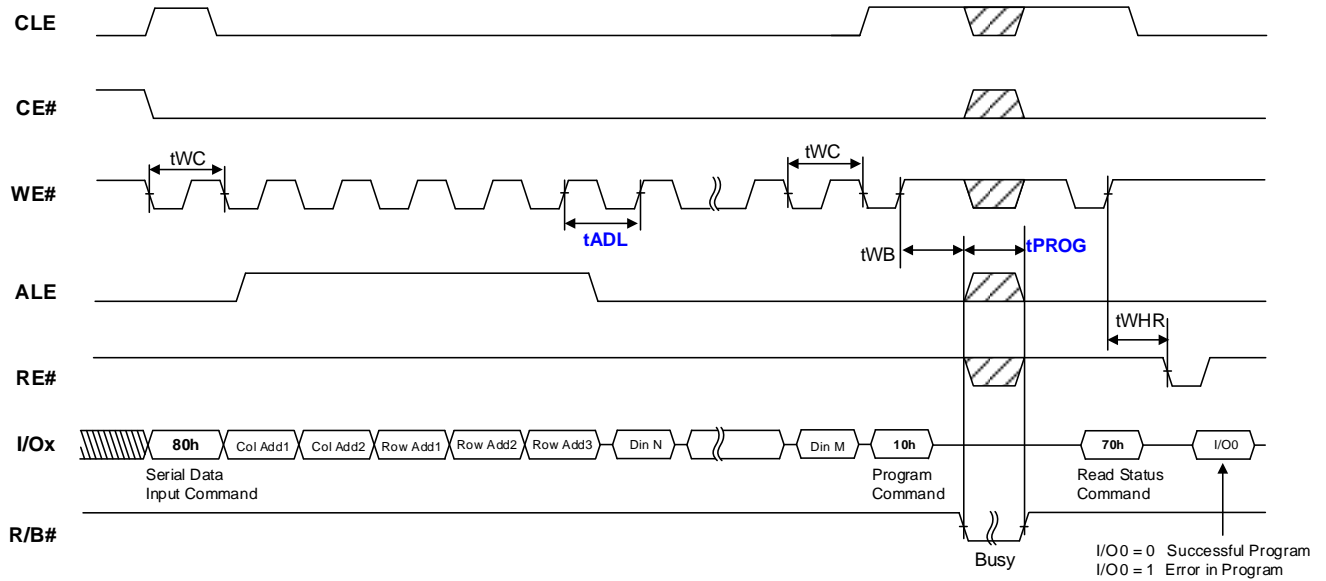 CLE
CE#
tWC
tWC
WE#
tADL
tWB
tPROG
ALE
tWHR
RE#
I/Ox
80h
Col Add1
Col Add2
Row Add1
Row Add2
Row Add3
Din N
Din M
10h
70h
I/O0
Serial Data
Input Command
Program
Command
Read Status
Command
R/B#
Busy
I/O0 = 0 Successful Program
I/O0 = 1 Error in Program